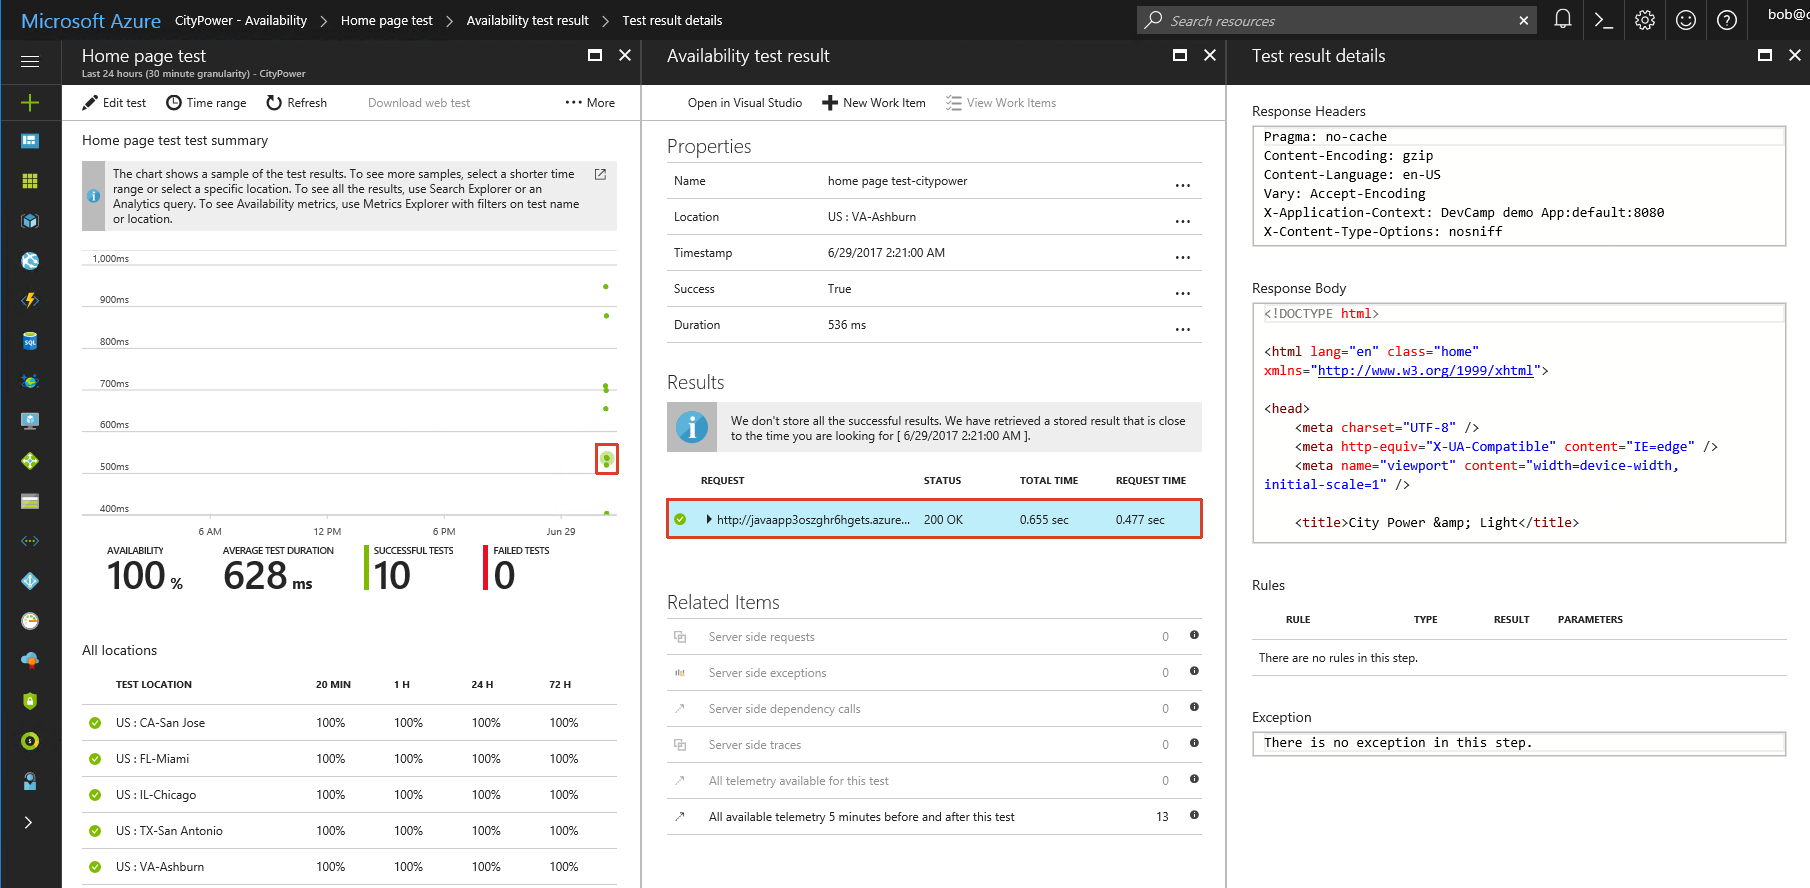 Microsoft Azure CityPower - Availability Home page test Availability test result Test result details Search resources bob@c
Home page test
Last 24 hours (30 minute granularity) - CityPower
Edit test Time range Refresh Download web test More
Home page test test summary
The chart shows a sample of the test results. To see more samples, select a shorter time
range or select a specific location. To see all the results, use Search Explorer or an
Analytics query. To see Availability metrics, use Metrics Explorer with filters on test name
or location.
1,000ms
900ms
800ms
700ms
600ms
500ms
400ms
6 AM 12 PM 6 PM Jun 29
AVAILABILITY AVERAGE TEST DURATION SUCCESSFUL TESTS FAILED TESTS
100 % 628 ms 10 0
All locations
TEST LOCATION 20 MIN 1 H 24 H 72 H
US : CA-San Jose 100% 100% 100% 100%
US : FL-Miami 100% 100% 100% 100%
US : IL-Chicago 100% 100% 100% 100%
US : TX-San Antonio 100% 100% 100% 100%
US : VA-Ashburn 100% 100% 100% 100%
Availability test result
Open in Visual Studio New Work Item View Work Items
Properties
Name home page test-citypower ...
Location US : VA-Ashburn ...
Timestamp 6/29/2017 2:21:00 AM ...
Success True ...
Duration 536 ms ...
Results
We don't store all the successful results. We have retrieved a stored result that is close
to the time you are looking for [ 6/29/2017 2:21:00 AM ].
REQUEST STATUS TOTAL TIME REQUEST TIME
http://javaapp3oszghr6hgets.azure... 200 OK 0.655 sec 0.477 sec
Related Items
Server side requests 0
Server side exceptions 0
Server side dependency calls 0
Server side traces 0
All telemetry available for this test 0
All available telemetry 5 minutes before and after this test 13
Test result details
Response Headers
Pragma: no-cache
Content-Encoding: gzip
Content-Language: en-US
Vary: Accept-Encoding
X-Application-Context: DevCamp demo App:default:8080
X-Content-Type-Options: nosniff
Response Body
<!DOCTYPE html>
<html lang="en" class="home"
xmlns="http://www.w3.org/1999/xhtml">
<head>
<meta charset="UTF-8" />
<meta http-equiv="X-UA-Compatible" content="IE=edge" />
<meta name="viewport" content="width=device-width,
initial-scale=1" />
<title>City Power &amp; Light</title>
Rules
RULE TYPE RESULT PARAMETERS
There are no rules in this step.
Exception
There is no exception in this step.